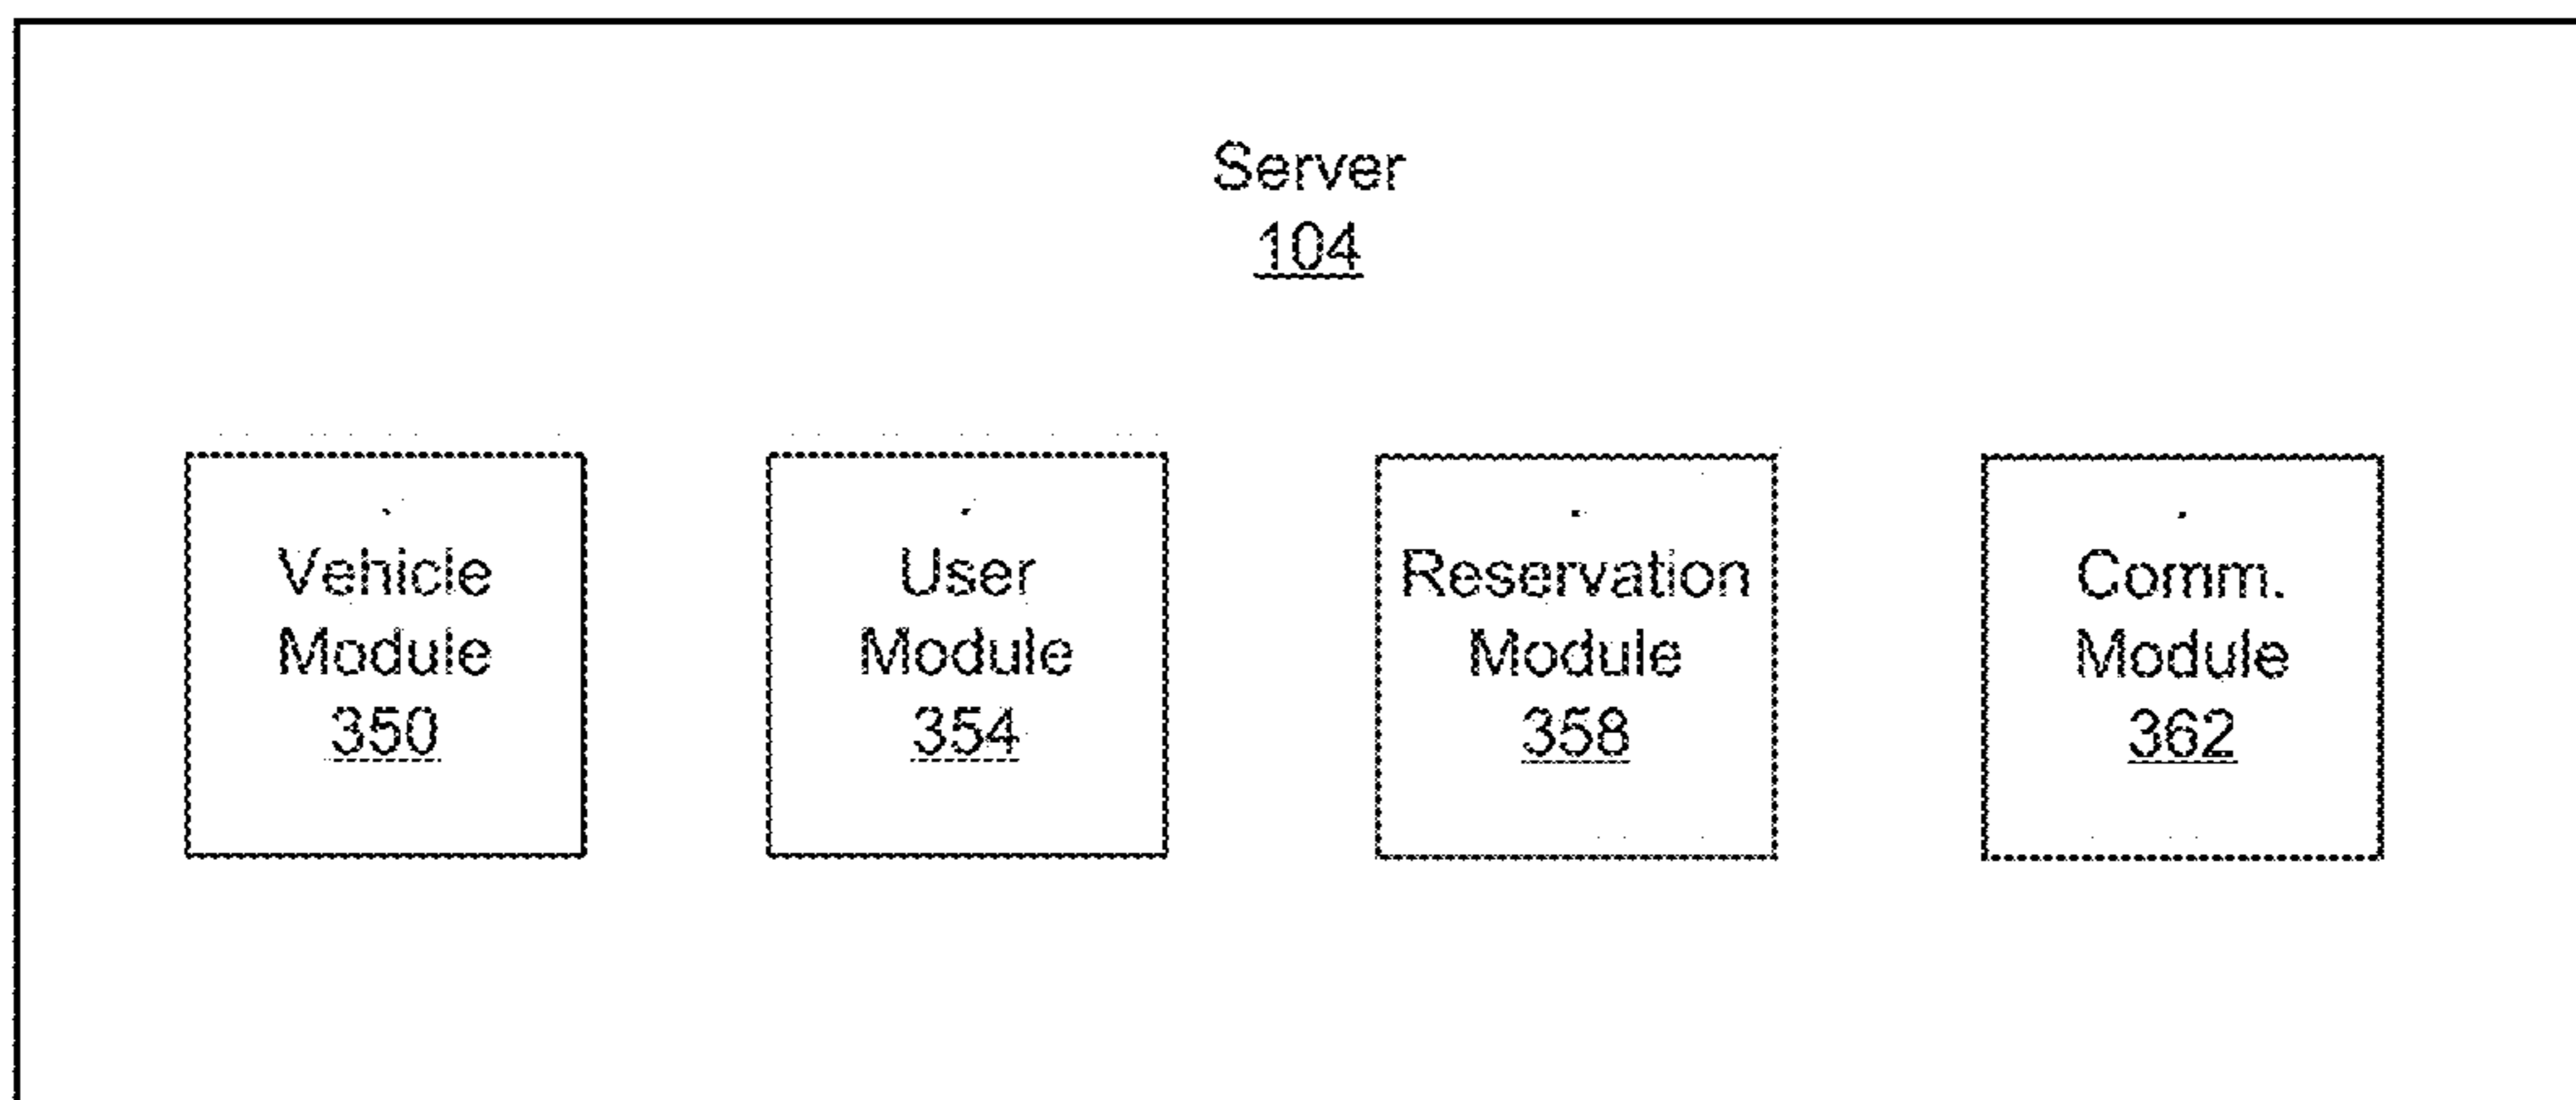 Server
104
Vehicle
Module
350
User
Module
354
Reservation
Module
358
Comm.
Module
362